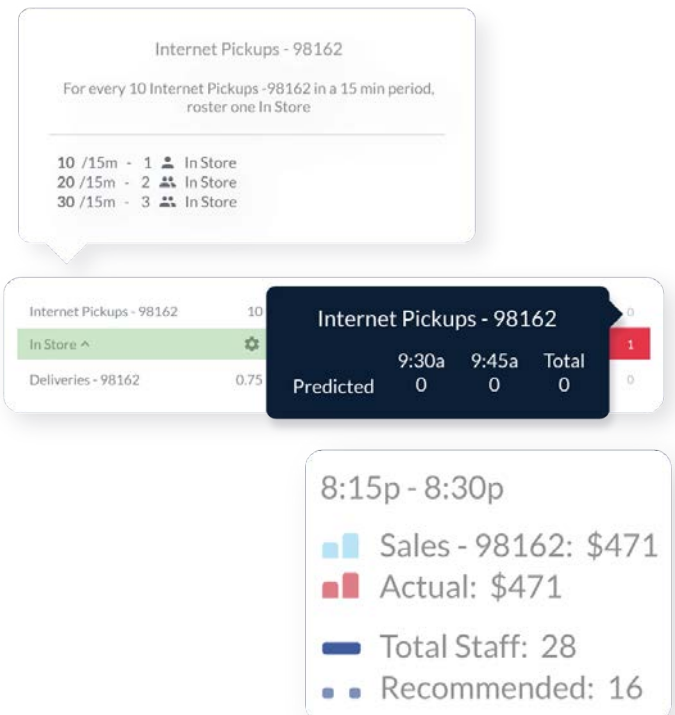 Internet Pickups - 98162
For every 10 Internet Pickups -98162 in a 15 min period,
roster one In Store
10 /15m - 1 In Store
20 /15m - 2 In Store
30 /15m - 3 In Store
Internet Pickups - 98162 10 0
In Store 1
Deliveries - 98162 0.75 0
Internet Pickups - 98162
9:30a 9:45a Total
Predicted 0 0 0
8:15p - 8:30p
Sales - 98162: $471
Actual: $471
Total Staff: 28
Recommended: 16